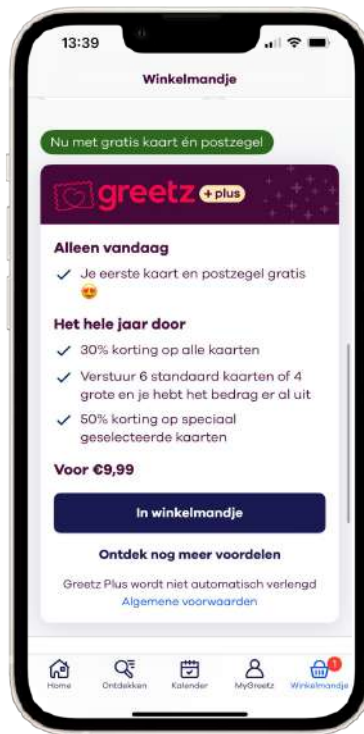 13:39
Winkelmandje
Nu met gratis kaart én postzegel
greetz + plus
Alleen vandaag
Je eerste kaart en postzegel gratis
Het hele jaar door
30% korting op alle kaarten
Verstuur 6 standaard kaarten of 4
grote en je hebt het bedrag er al uit
50% korting op speciaal
geselecteerde kaarten
Voor €9,99
In winkelmandje
Ontdek nog meer voordelen
Greetz Plus wordt niet automatisch verlengd
Algemene voorwaarden
1
Home Ontdekken Kalender MyGreetz Winkelmandje